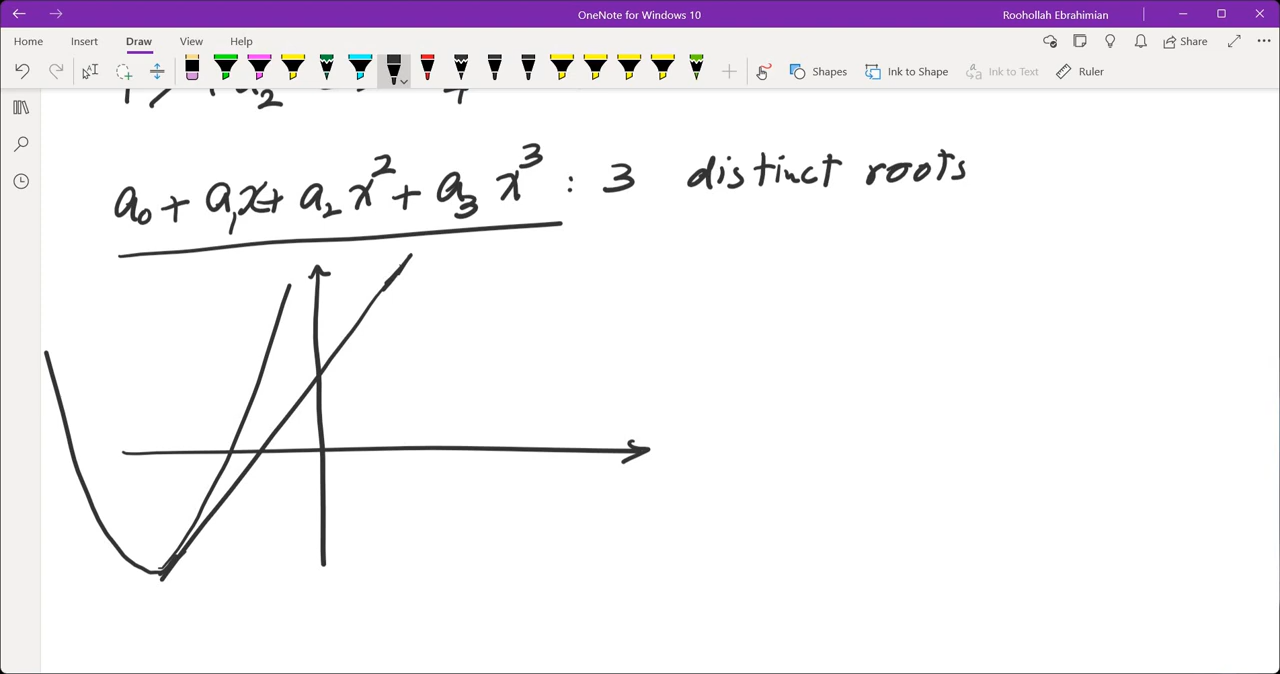 OneNote for Windows 10
Roohollah Ebrahimian
Home Insert Draw View Help
Share
Shapes Ink to Shape Ink to Text Ruler
a₀ + a₁x + a₂x² + a₃x³ : 3 distinct roots